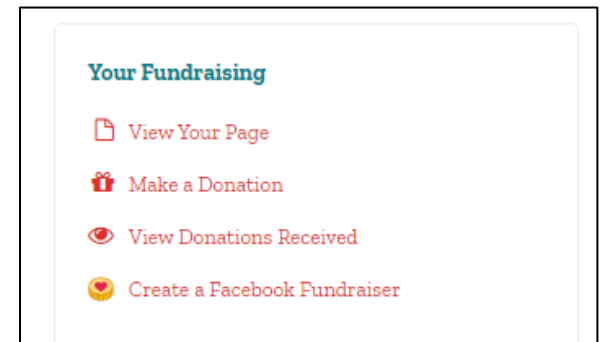 Your Fundraising
View Your Page
Make a Donation
View Donations Received
Create a Facebook Fundraiser